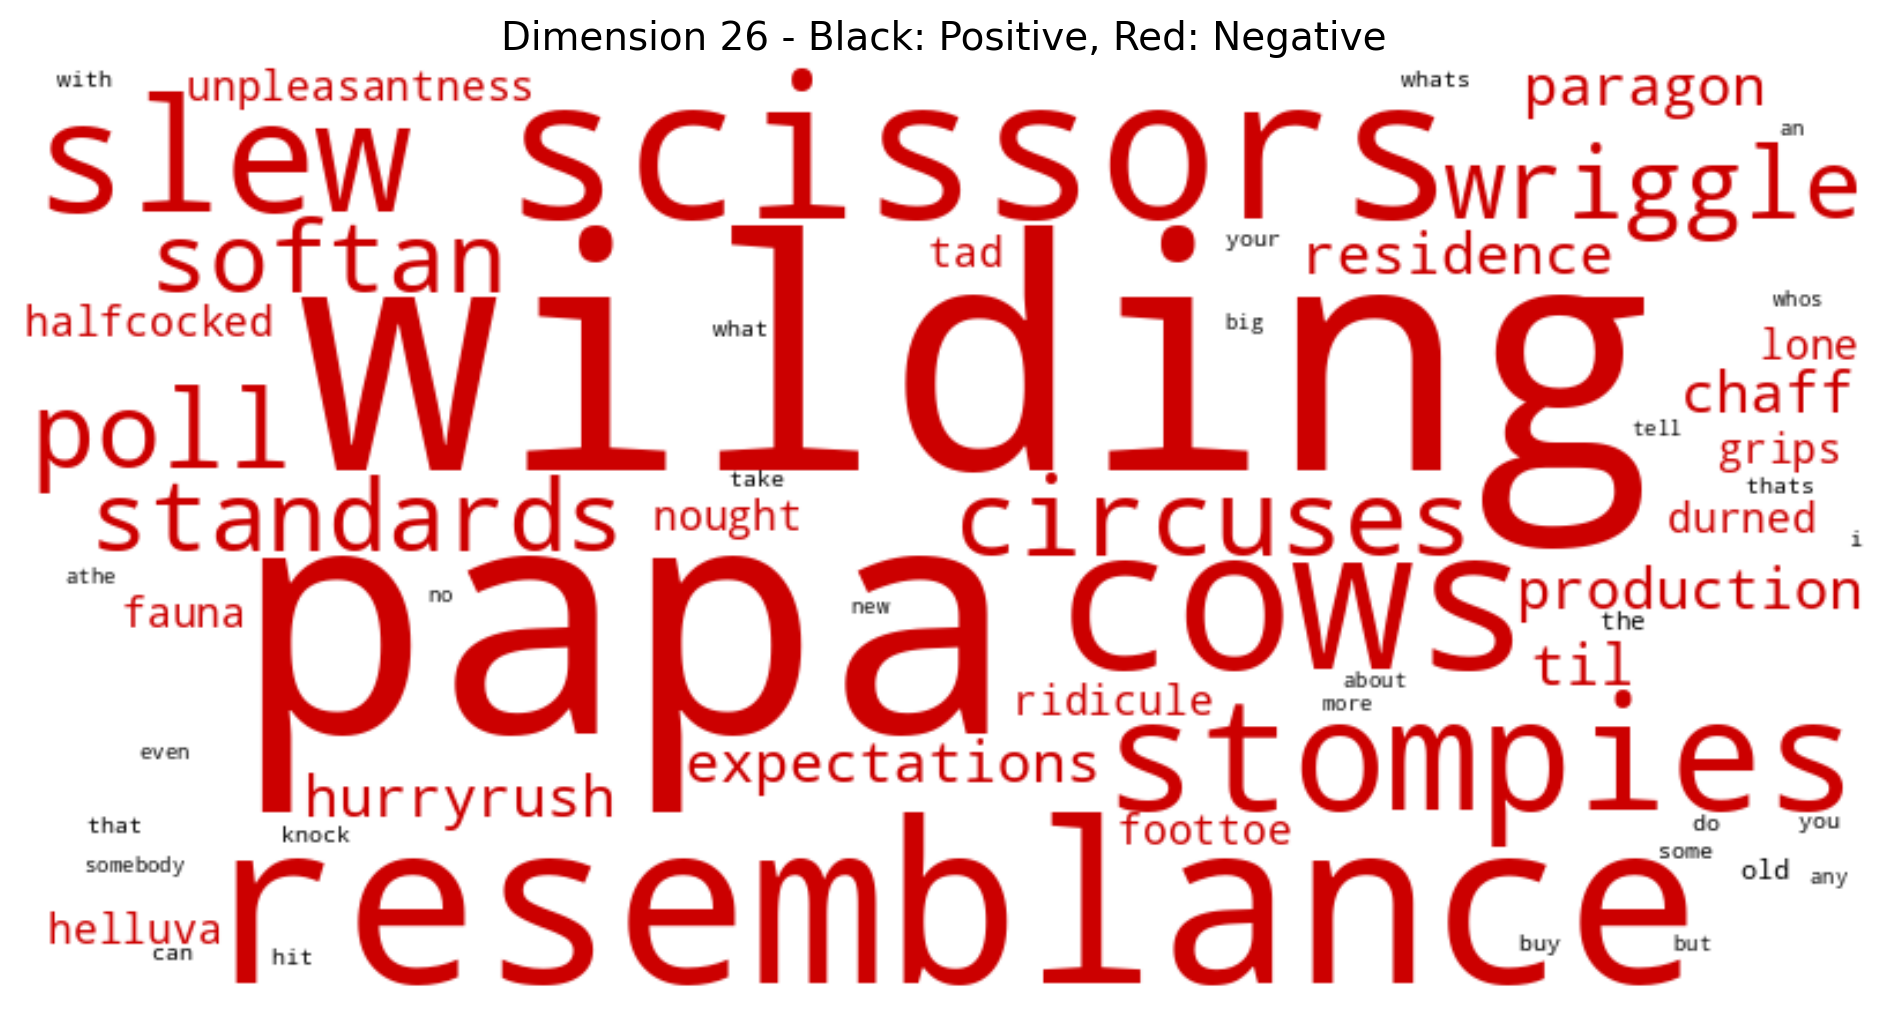 Dimension 26 - Black: Positive, Red: Negative
with unpleasantness whats paragon
an
slew scissors wriggle
softan tad your residence
halfcocked what big whos
wilding lone
chaff
poll tell grips
take thats
standards nought circuses durned
i
athe no papa new cows production
fauna the
til
about
ridicule more
even expectations stompies
hurryrush
that knock foottoe do you
somebody resemblance some old any
helluva
can hit buy but